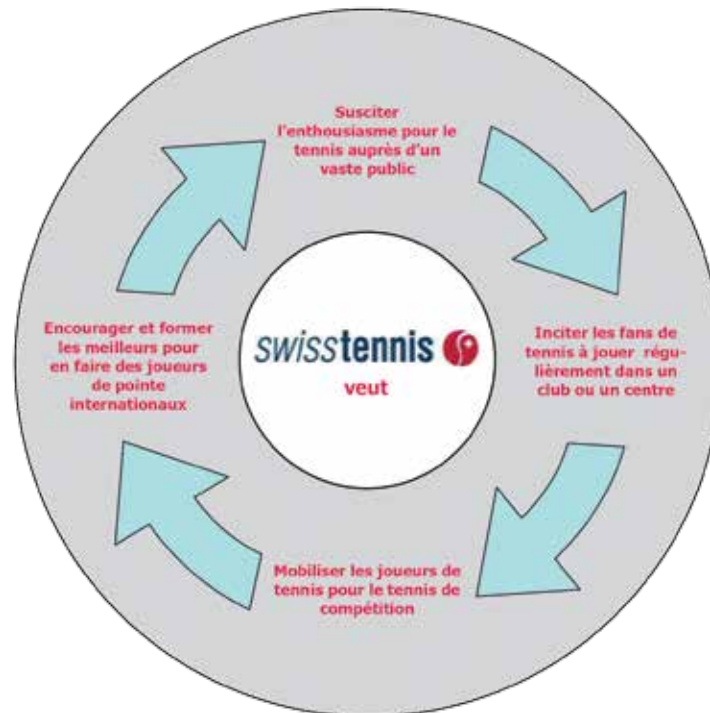 Susciter
l'enthousiasme pour le
tennis auprès d'un
vaste public
Encourager et former
les meilleurs pour
en faire des joueurs
de pointe
internationaux
swisstennis
veut
Inciter les fans de
tennis à jouer régu-
lièrement dans un
club ou un centre
Mobiliser les joueurs de
tennis pour le tennis de
compétition